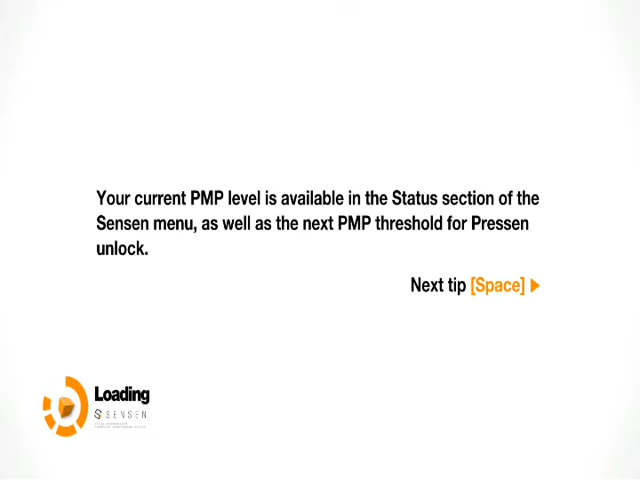 Your current PMP level is available in the Status section of the
Sensen menu, as well as the next PMP threshold for Pressen
unlock.
Next tip [Space]
Loading
SENSEN